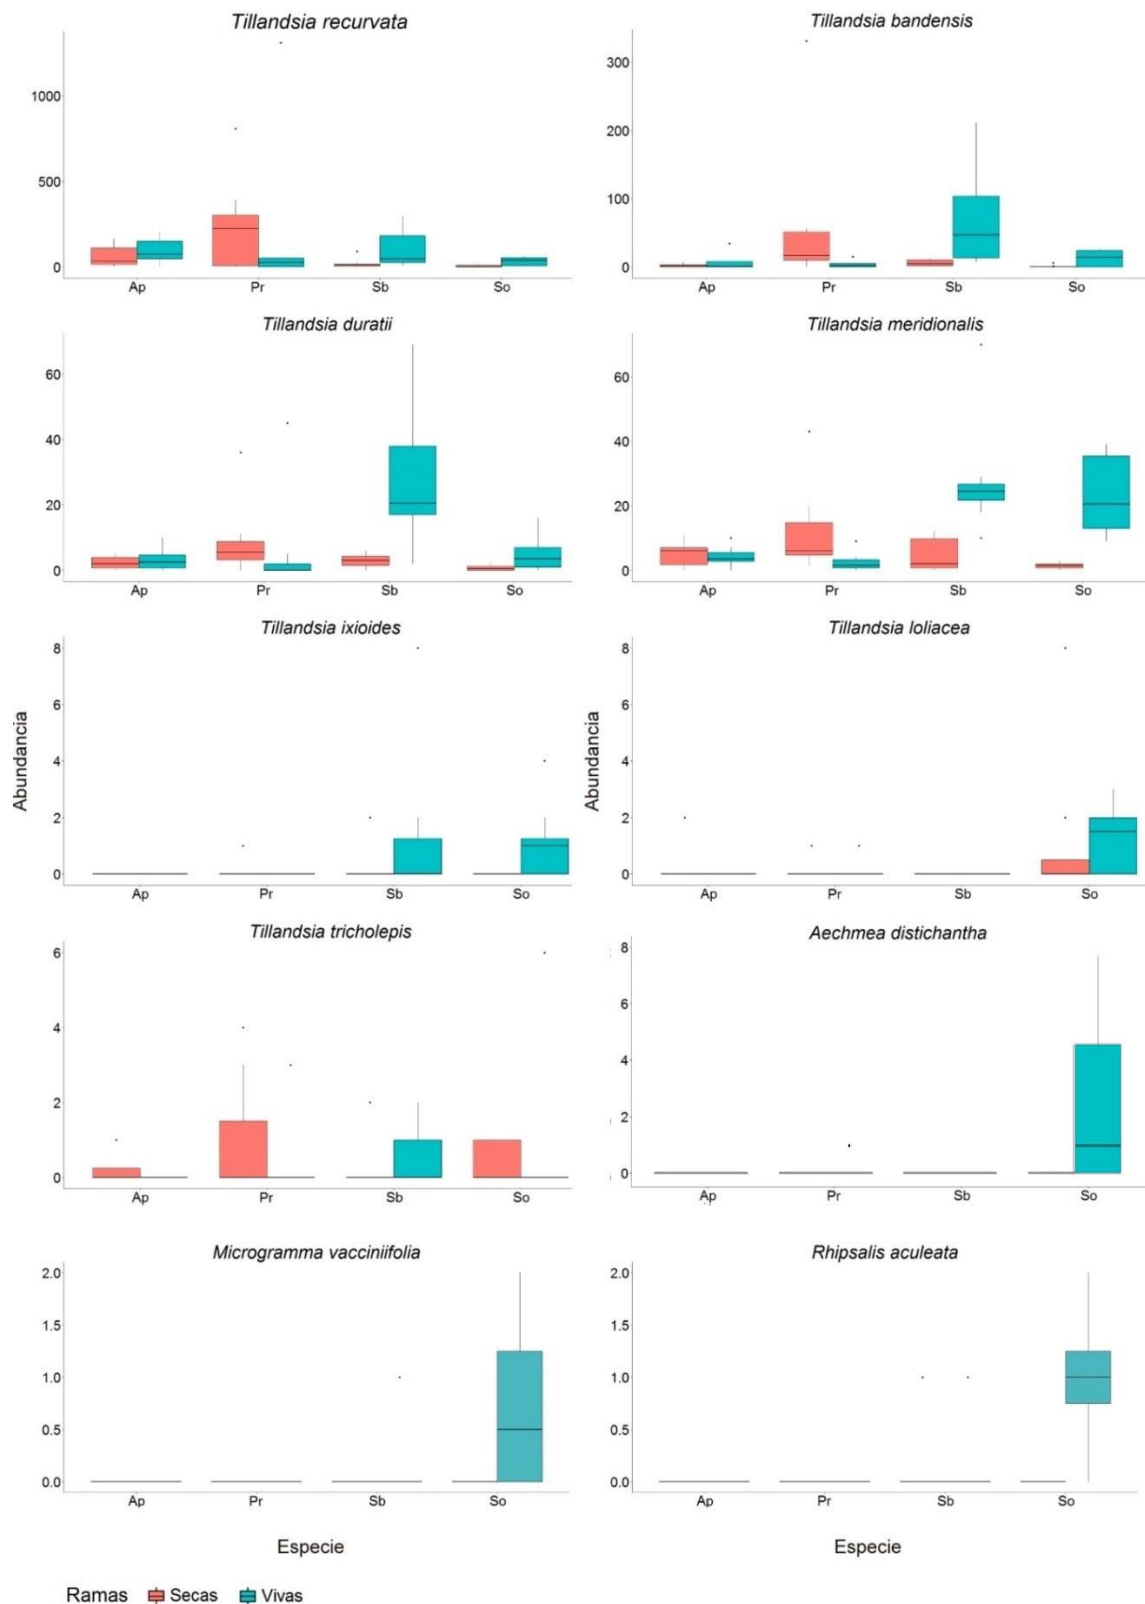 Tillandsia recurvata
Tillandsia bandensis
1000
500
0
Ap Pr Sb So
300
200
100
0
Ap Pr Sb So
Tillandsia duratii
Tillandsia meridionalis
60
40
20
0
Ap Pr Sb So
60
40
20
0
Ap Pr Sb So
Tillandsia ixioides
Tillandsia loliacea
Abundancia
8
6
4
2
0
Ap Pr Sb So
Abundancia
8
6
4
2
0
Ap Pr Sb So
Tillandsia tricholepis
Aechmea distichantha
6
4
2
0
Ap Pr Sb So
8
6
4
2
0
Ap Pr Sb So
Microgramma vacciniifolia
Rhipsalis aculeata
2.0
1.5
1.0
0.5
0.0
Ap Pr Sb So
2.0
1.5
1.0
0.5
0.0
Ap Pr Sb So
Especie
Especie
Ramas Secas Vivas